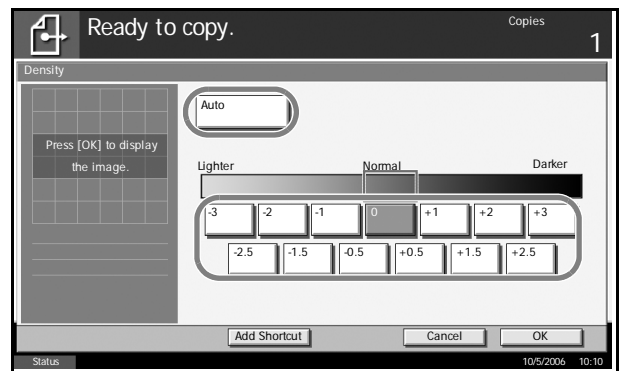 Ready to copy.
Copies
1
Density
Auto
Press [OK] to display
the image.
Lighter Normal Darker
-3 -2 -1 0 +1 +2 +3
-2.5 -1.5 -0.5 +0.5 +1.5 +2.5
Add Shortcut Cancel OK
Status 10/5/2006 10:10